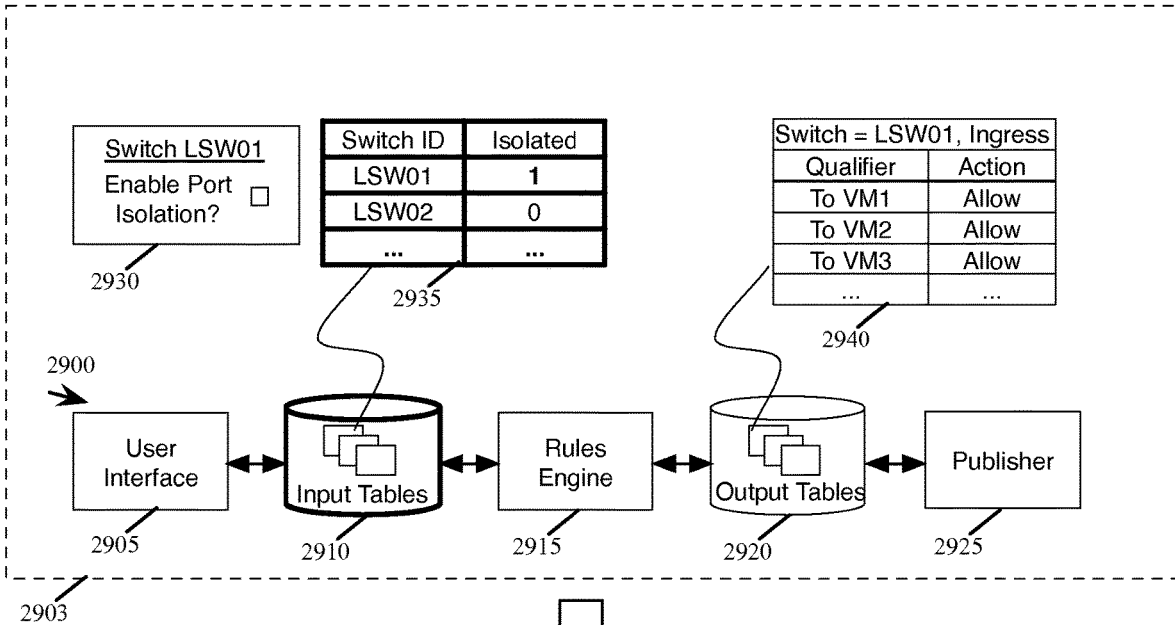 Switch LSW01
Enable Port
Isolation?
2930
Switch ID Isolated
LSW01 1
LSW02 0
... ...
2935
Switch = LSW01, Ingress
Qualifier Action
To VM1 Allow
To VM2 Allow
To VM3 Allow
... ...
2940
2900
User
Interface
2905
Input Tables
2910
Rules
Engine
2915
Output Tables
2920
Publisher
2925
2903